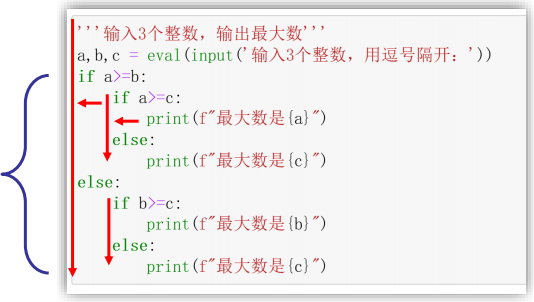 '''输入3个整数，输出最大数'''
a,b,c = eval(input('输入3个整数，用逗号隔开：'))
if a>=b:
    if a>=c:
        print(f"最大数是{a}")
    else:
        print(f"最大数是{c}")
else:
    if b>=c:
        print(f"最大数是{b}")
    else:
        print(f"最大数是{c}")